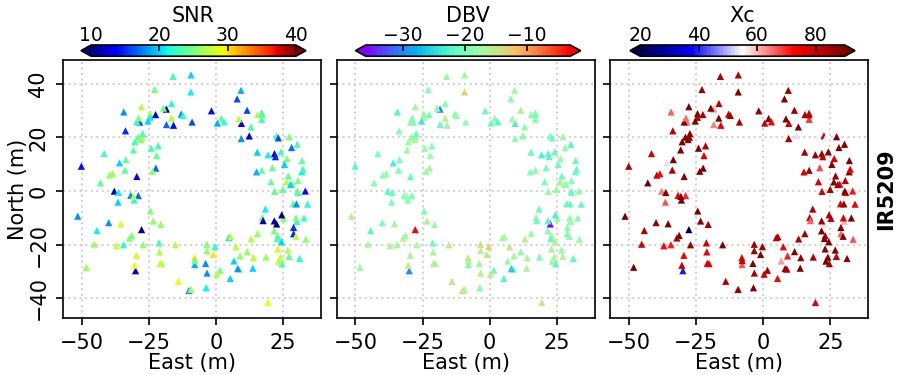 SNR DBV Xc
10 20 30 40 −30 −20 −10 20 40 60 80
40
20
0
−20
−40
North (m)
−50 −25 0 25 −50 −25 0 25 −50 −25 0 25
East (m) East (m) East (m)
IR5209